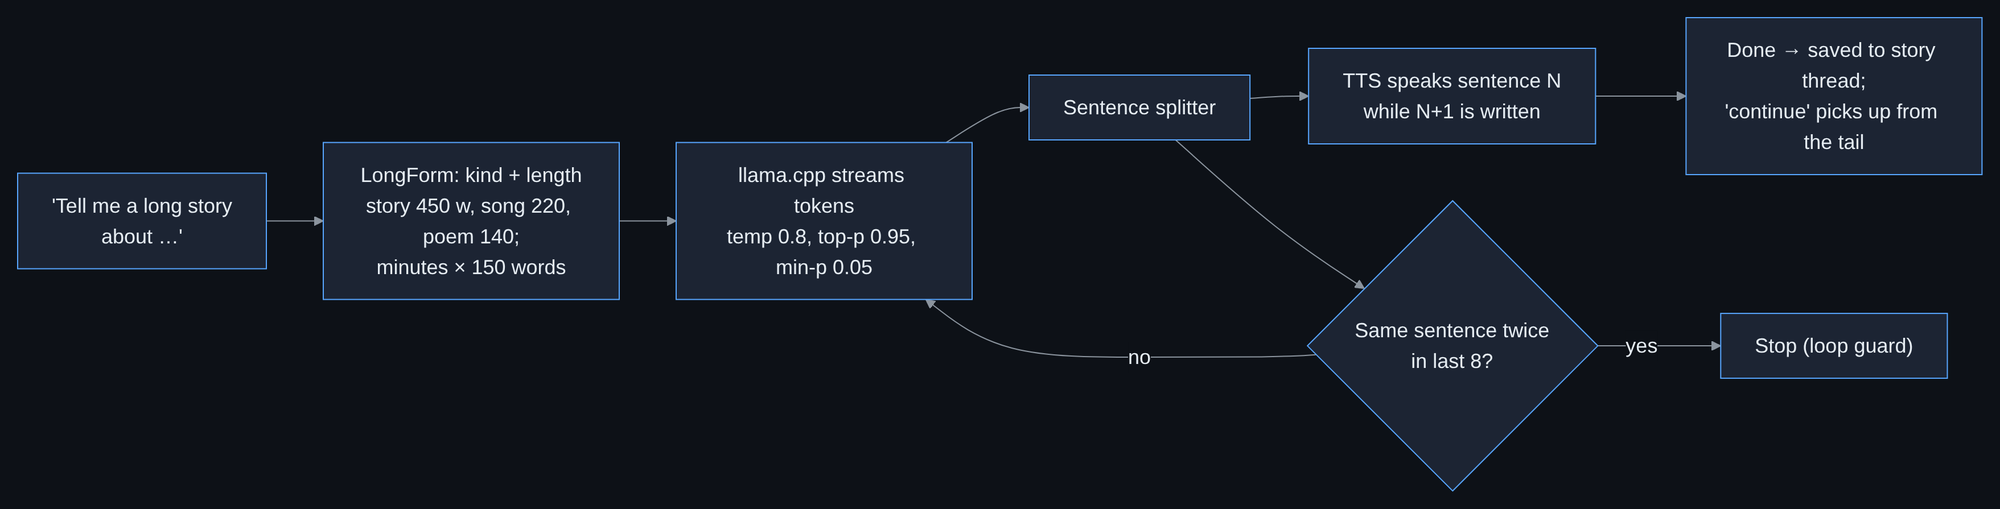 'Tell me a long story
about …'
LongForm: kind + length
story 450 w, song 220,
poem 140;
minutes × 150 words
llama.cpp streams
tokens
temp 0.8, top-p 0.95,
min-p 0.05
Sentence splitter
TTS speaks sentence N
while N+1 is written
Done → saved to story
thread;
'continue' picks up from
the tail
Same sentence twice
in last 8?
no
yes
Stop (loop guard)